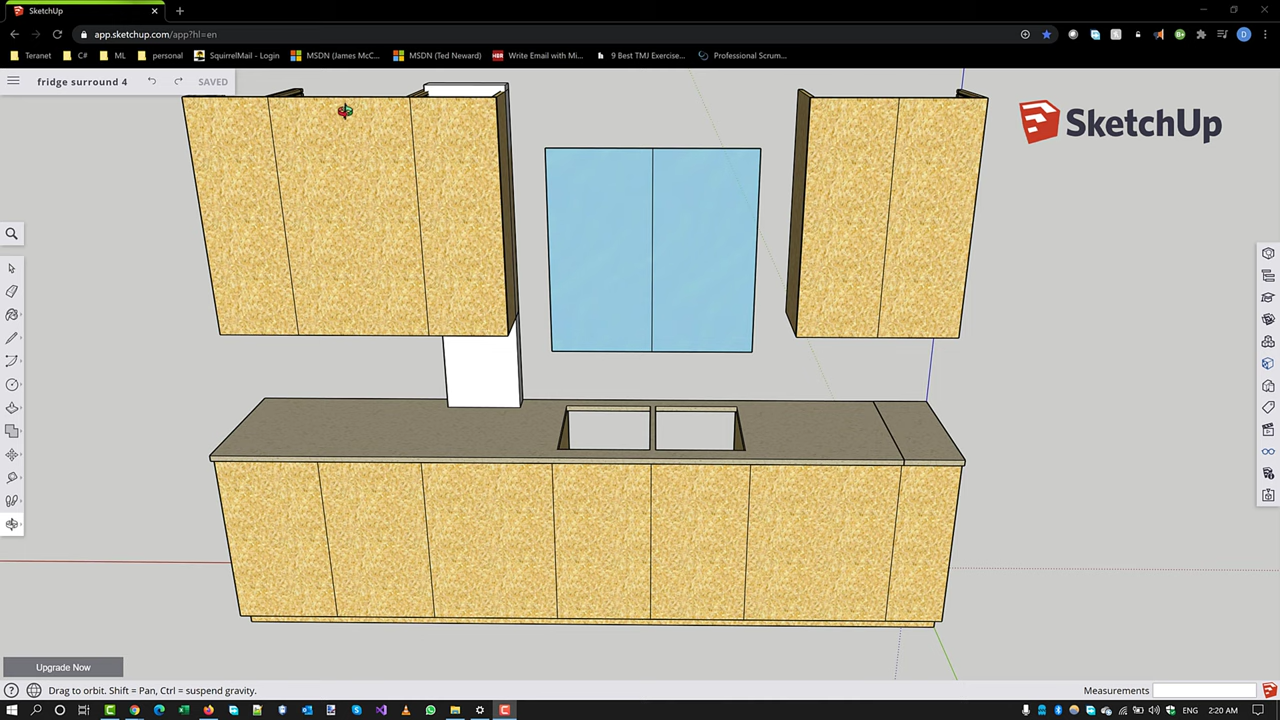 SketchUp
app.sketchup.com/app?hl=en
D
Teranet
C#
ML
personal
SquirrelMail - Login
MSDN (James McC...
MSDN (Ted Neward)
HBR
Write Email with Mi...
9 Best TMJ Exercise...
Professional Scrum...
fridge surround 4
SAVED
SketchUp
Upgrade Now
Drag to orbit. Shift = Pan, Ctrl = suspend gravity.
Measurements
ENG
2:20 AM